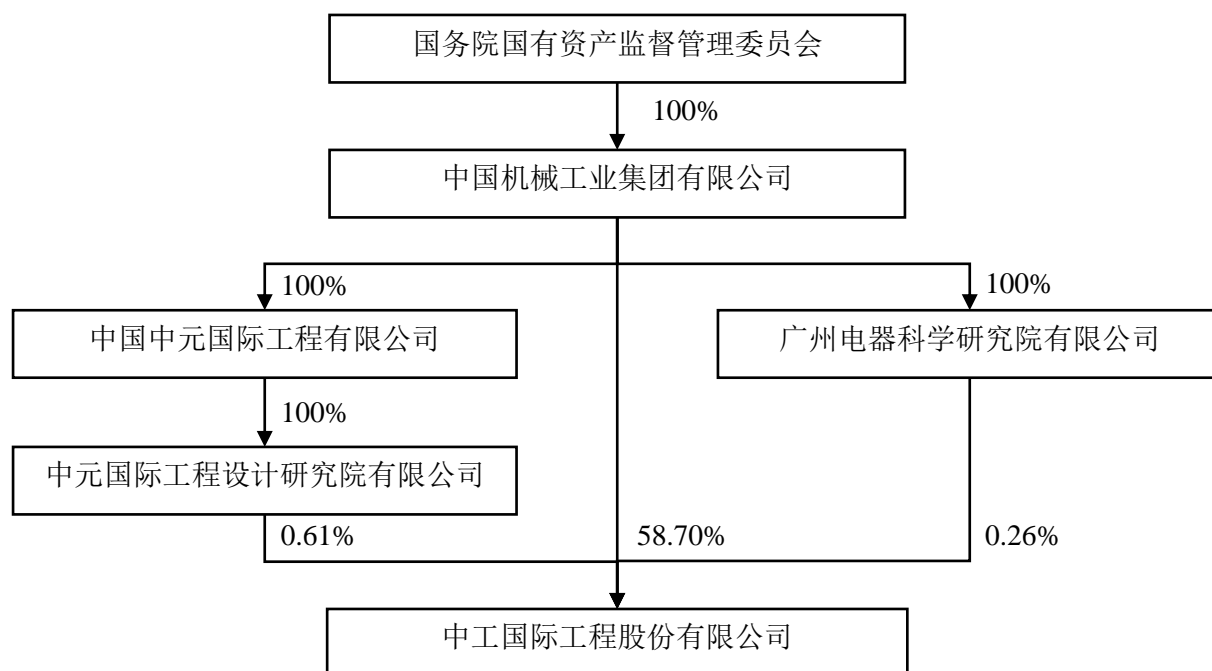 国务院国有资产监督管理委员会
100%
中国机械工业集团有限公司
100%
100%
中国中元国际工程有限公司
广州电器科学研究院有限公司
100%
中元国际工程设计研究院有限公司
0.61%
58.70%
0.26%
中工国际工程股份有限公司